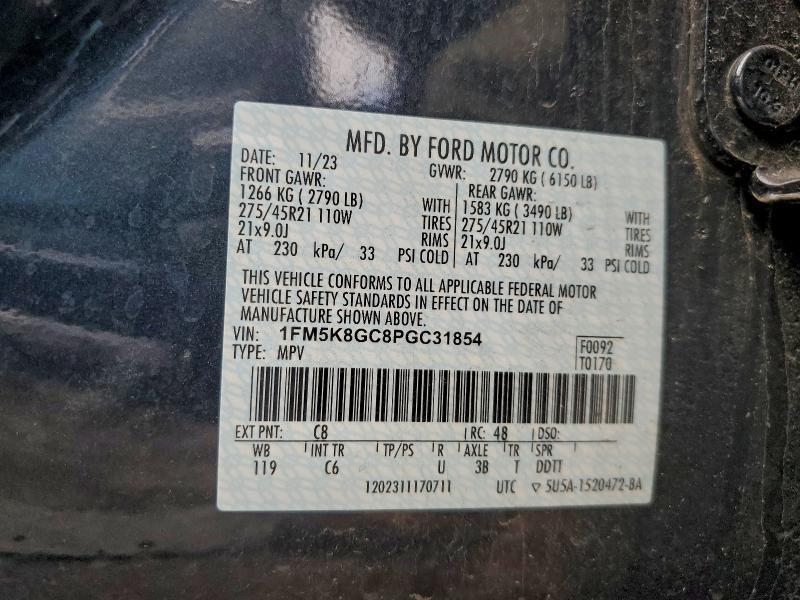 MFD. BY FORD MOTOR CO.
DATE: 11/23 GVWR: 2790 KG ( 6150 LB)
FRONT GAWR: REAR GAWR:
1266 KG ( 2790 LB) WITH 1583 KG ( 3490 LB) WITH
275/45R21 110W TIRES 275/45R21 110W TIRES
21x9.0J RIMS 21x9.0J RIMS
AT 230 kPa/ 33 PSI COLD AT 230 kPa/ 33 PSI COLD
THIS VEHICLE CONFORMS TO ALL APPLICABLE FEDERAL MOTOR
VEHICLE SAFETY STANDARDS IN EFFECT ON THE DATE OF
MANUFACTURE SHOWN ABOVE.
VIN: 1FM5K8GC8PGC31854
TYPE: MPV
F0092
T0170
EXT PNT: C8 RC: 48 DSO:
WB INT TR TP/PS R AXLE TR SPR
119 C6 U 3B T DDTT
1202311170711 UTC ▽ 5U5A-1520472-BA